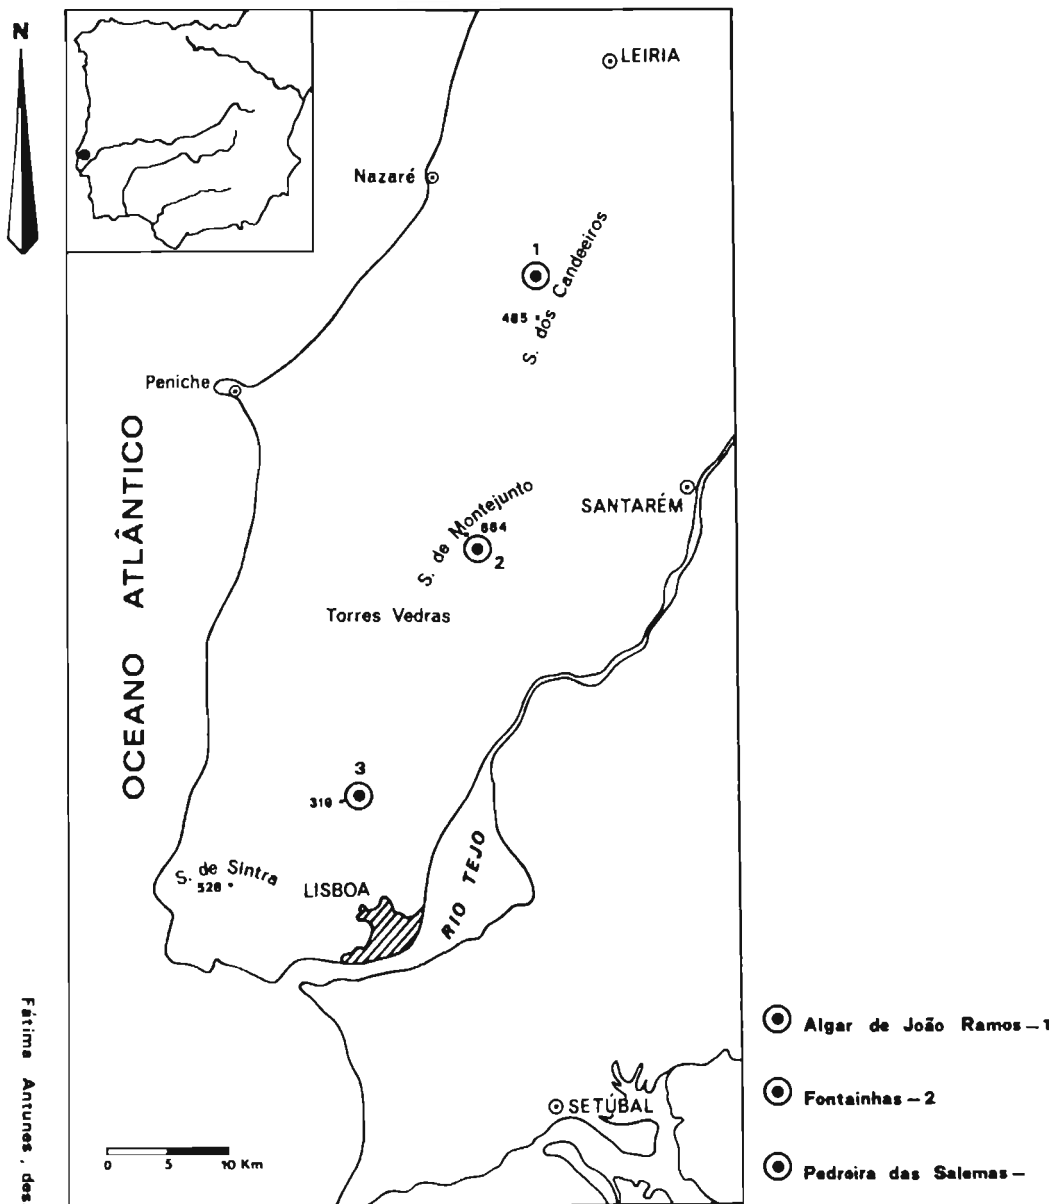 N
LEIRIA
Nazaré
1
S. dos Candeeiros
485
Peniche
OCEANO ATLÂNTICO
SANTARÉM
S. de Montejunto
664
2
Torres Vedras
3
310
RIO TEJO
S. de Sintra
528
LISBOA
Fátima Antunes, des
Algar de João Ramos – 1
SETÚBAL
Fontainhas – 2
0 5 10 Km
Pedreira das Salemas –